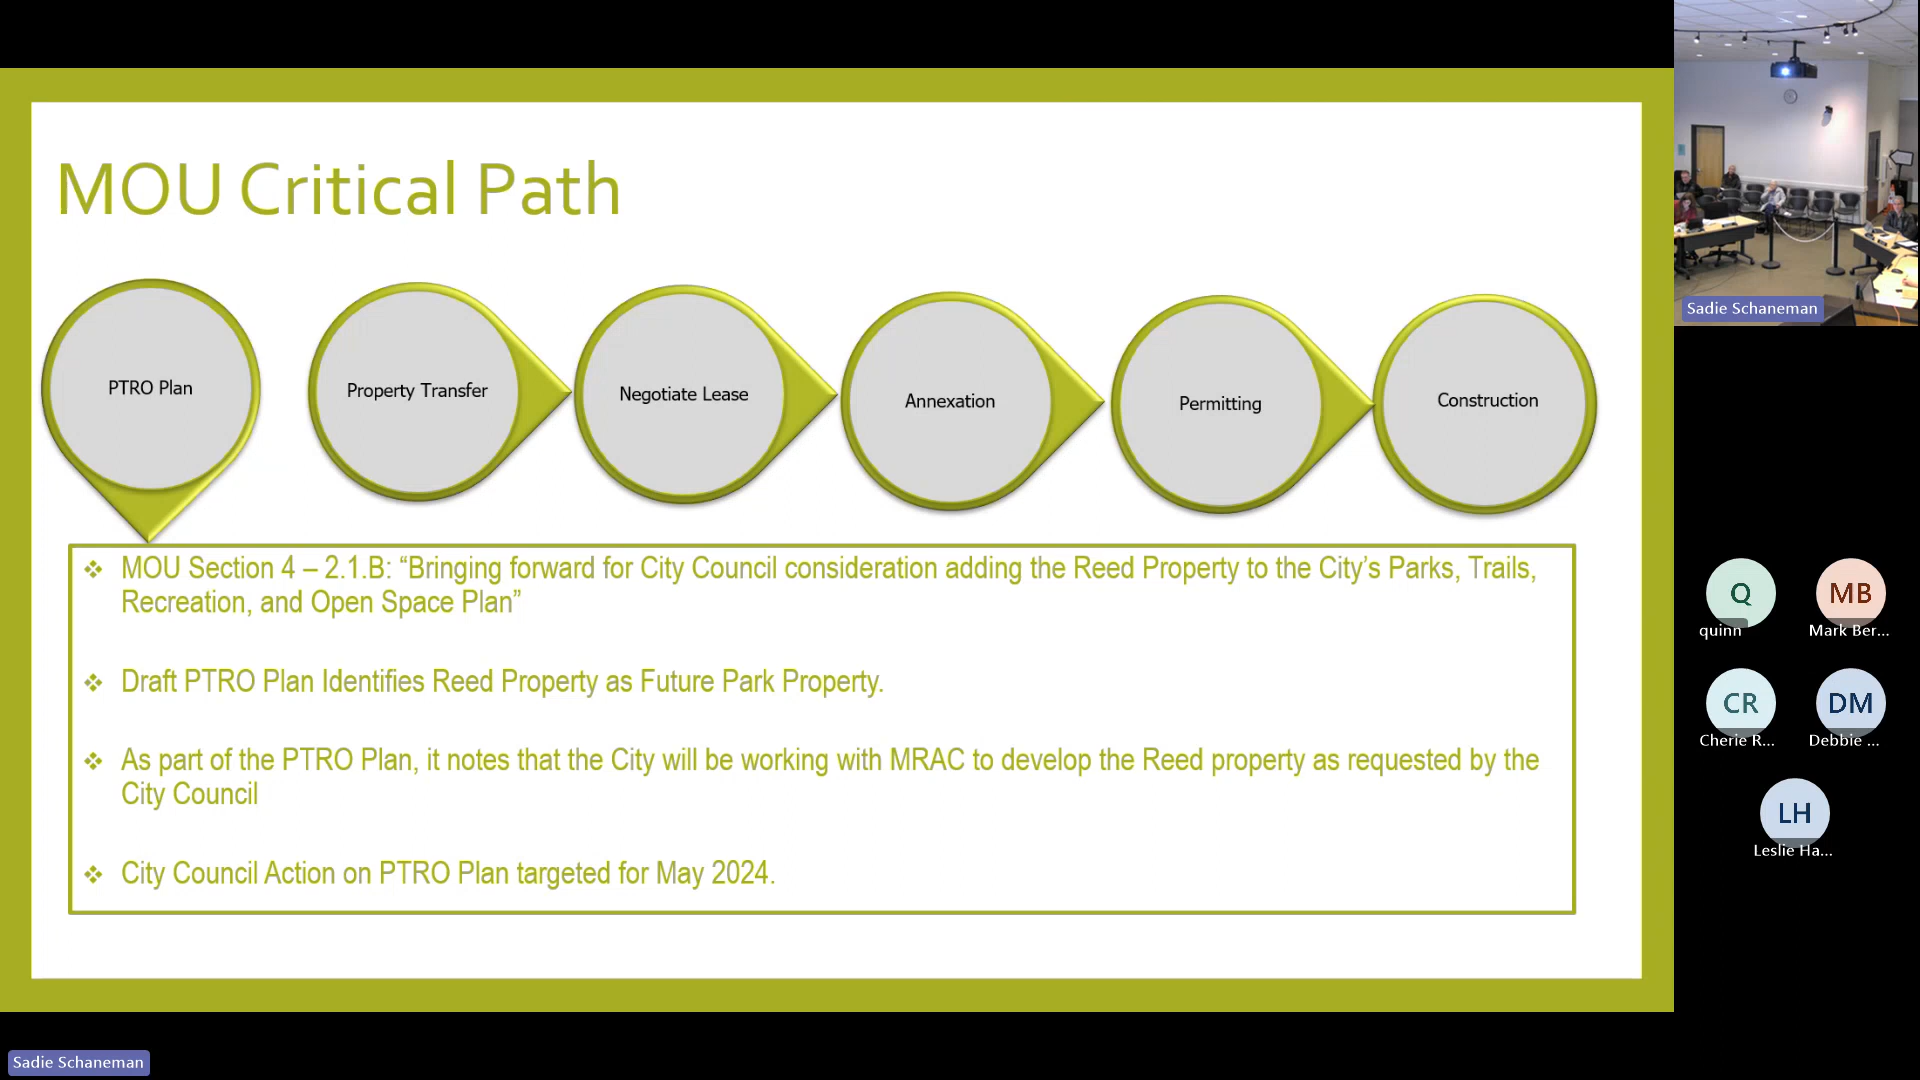 MOU Critical Path
PTRO Plan
Property Transfer
Negotiate Lease
Annexation
Permitting
Construction
❖ MOU Section 4 – 2.1.B: “Bringing forward for City Council consideration adding the Reed Property to the City’s Parks, Trails,
Recreation, and Open Space Plan”
❖ Draft PTRO Plan Identifies Reed Property as Future Park Property.
❖ As part of the PTRO Plan, it notes that the City will be working with MRAC to develop the Reed property as requested by the
City Council
❖ City Council Action on PTRO Plan targeted for May 2024.
Sadie Schaneman
Q
quinn
MB
Mark Ber...
CR
Cherie R...
DM
Debbie ...
LH
Leslie Ha...
Sadie Schaneman